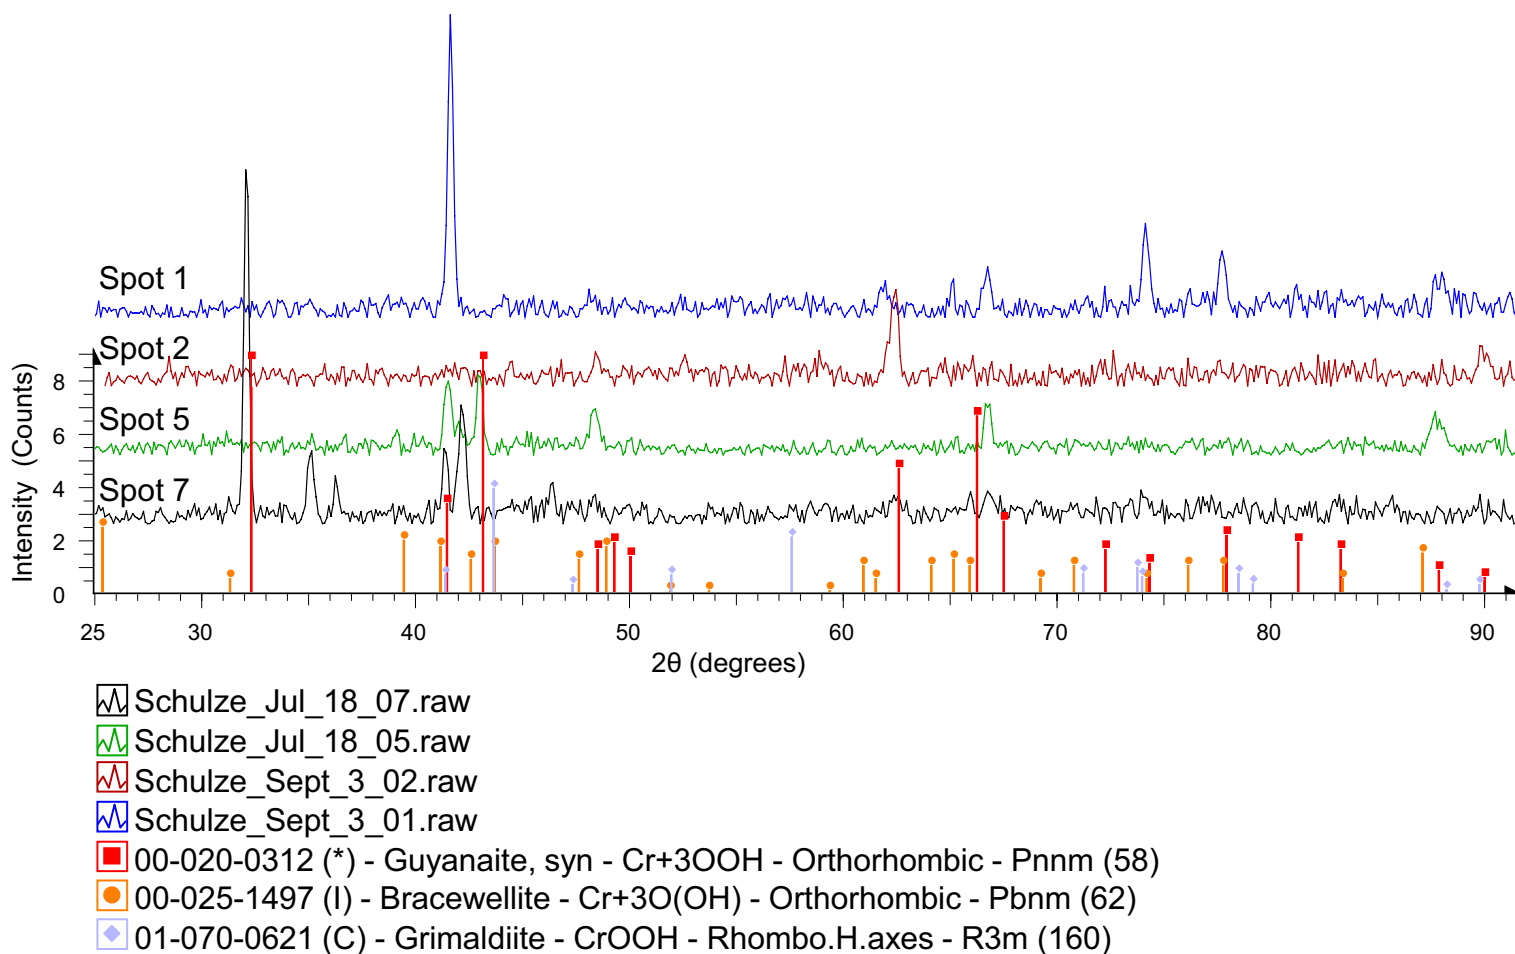 Spot 1
Spot 2
Spot 5
Spot 7
Intensity (Counts)
8
6
4
2
0
25 30 40 50 60 70 80 90
2θ (degrees)
Schulze_Jul_18_07.raw
Schulze_Jul_18_05.raw
Schulze_Sept_3_02.raw
Schulze_Sept_3_01.raw
00-020-0312 (*) - Guyanaite, syn - Cr+3OOH - Orthorhombic - Pnnm (58)
00-025-1497 (I) - Bracewellite - Cr+3O(OH) - Orthorhombic - Pbnm (62)
01-070-0621 (C) - Grimaldiite - CrOOH - Rhombo.H.axes - R3m (160)